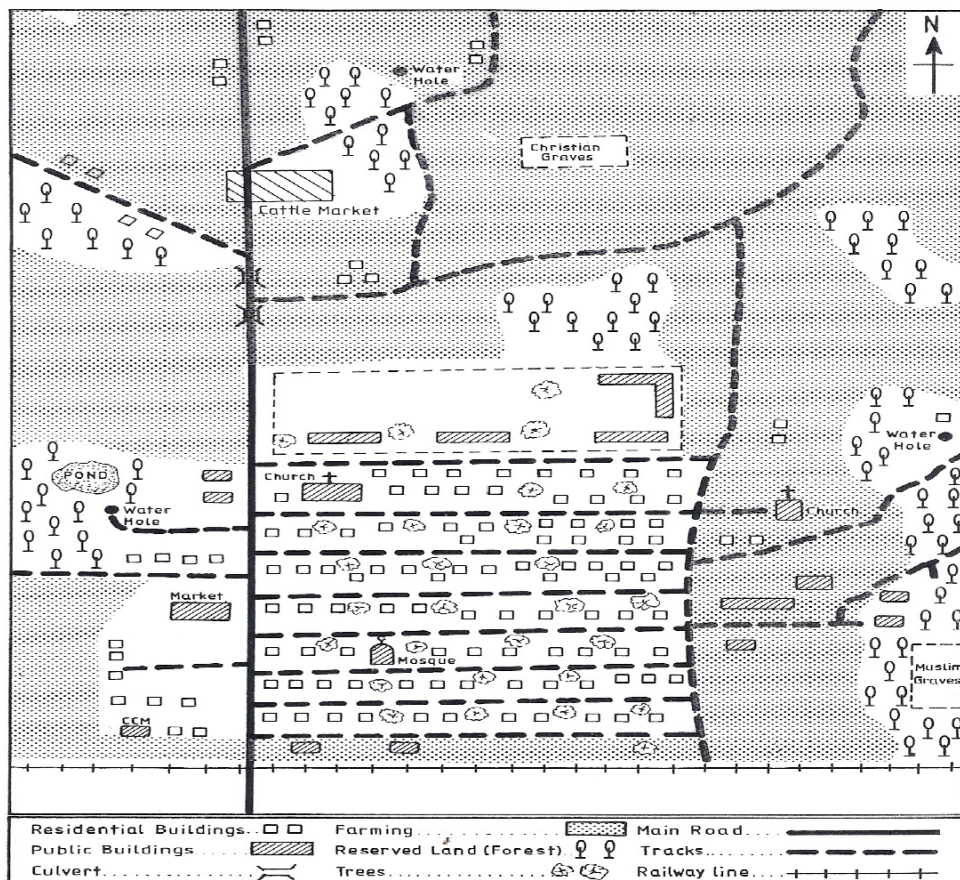 N
Water
Hole
Christian
Graves
Cattle Market
Water
Hole
POND
Church
Water
Hole
Church
Market
Mosque
Muslim
Graves
CCM
Residential Buildings
Farming
Main Road
Public Buildings
Reserved Land (Forest)
Tracks
Culvert
Trees
Railway line